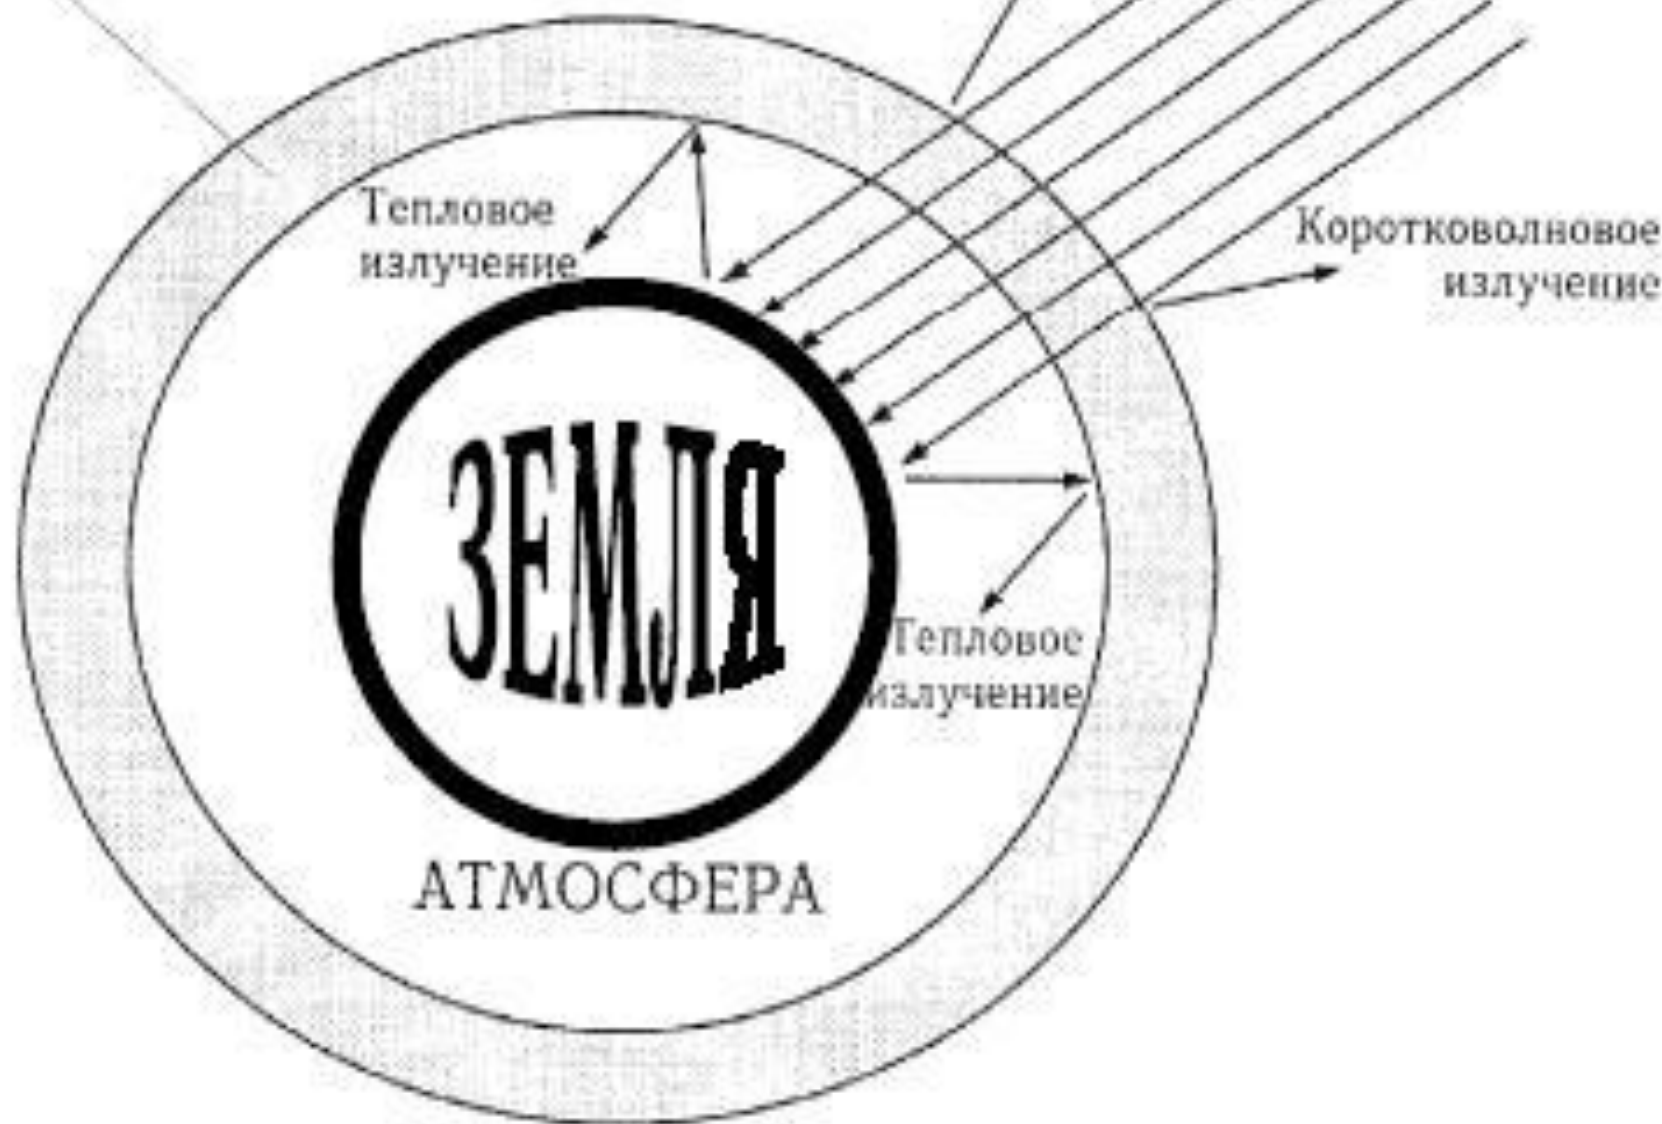 Тепловое
излучение
Коротковолновое
излучение
ЗЕМЛЯ
Тепловое
излучение
АТМОСФЕРА